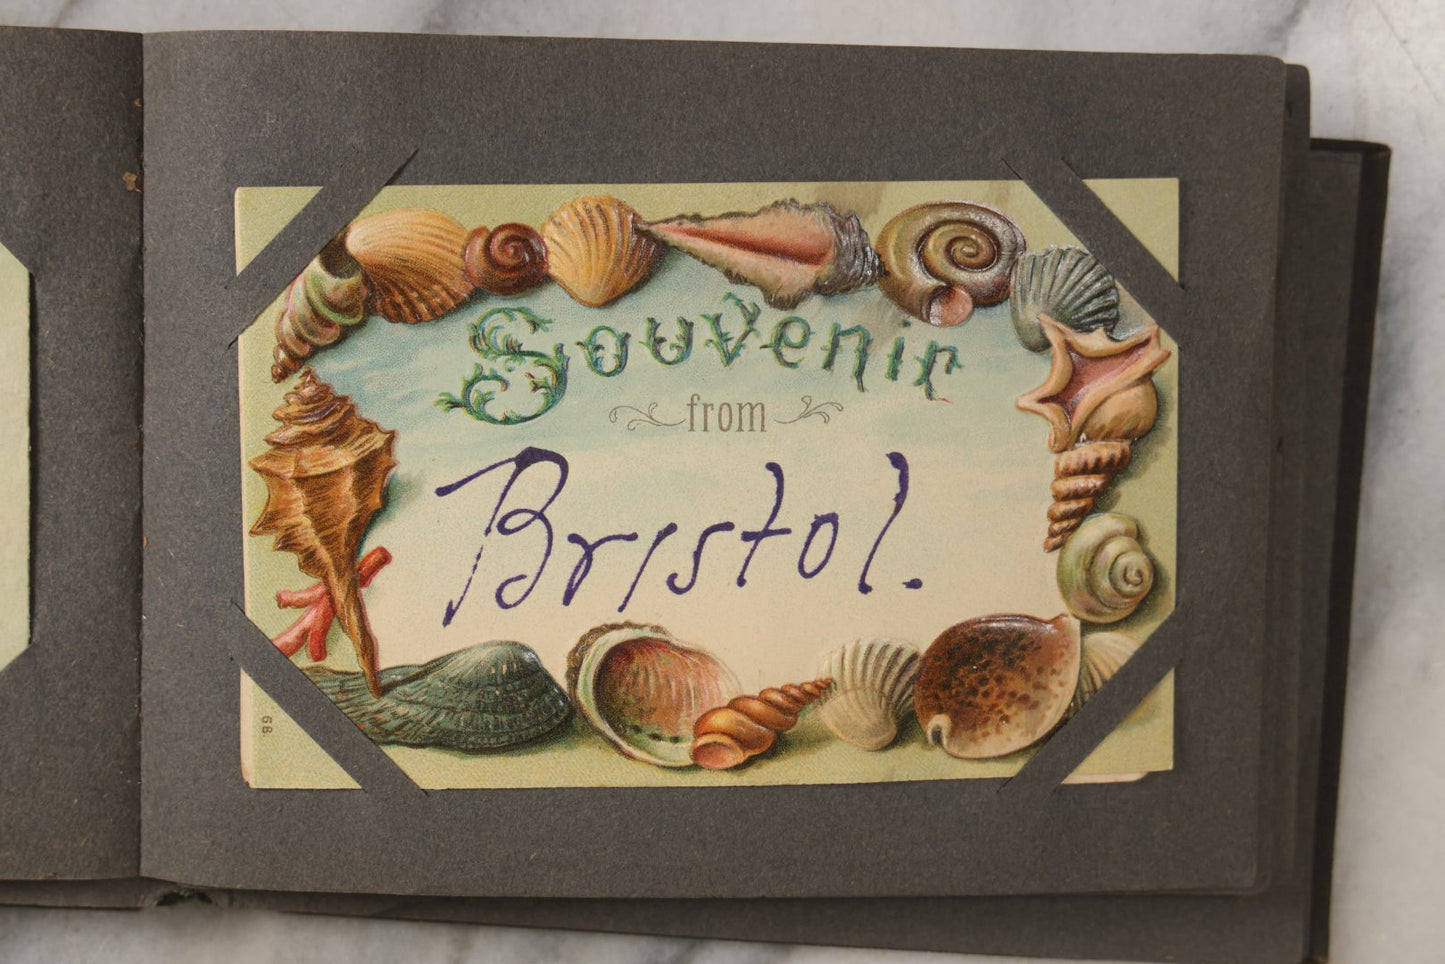 Souvenir
from
Bristol.
68.